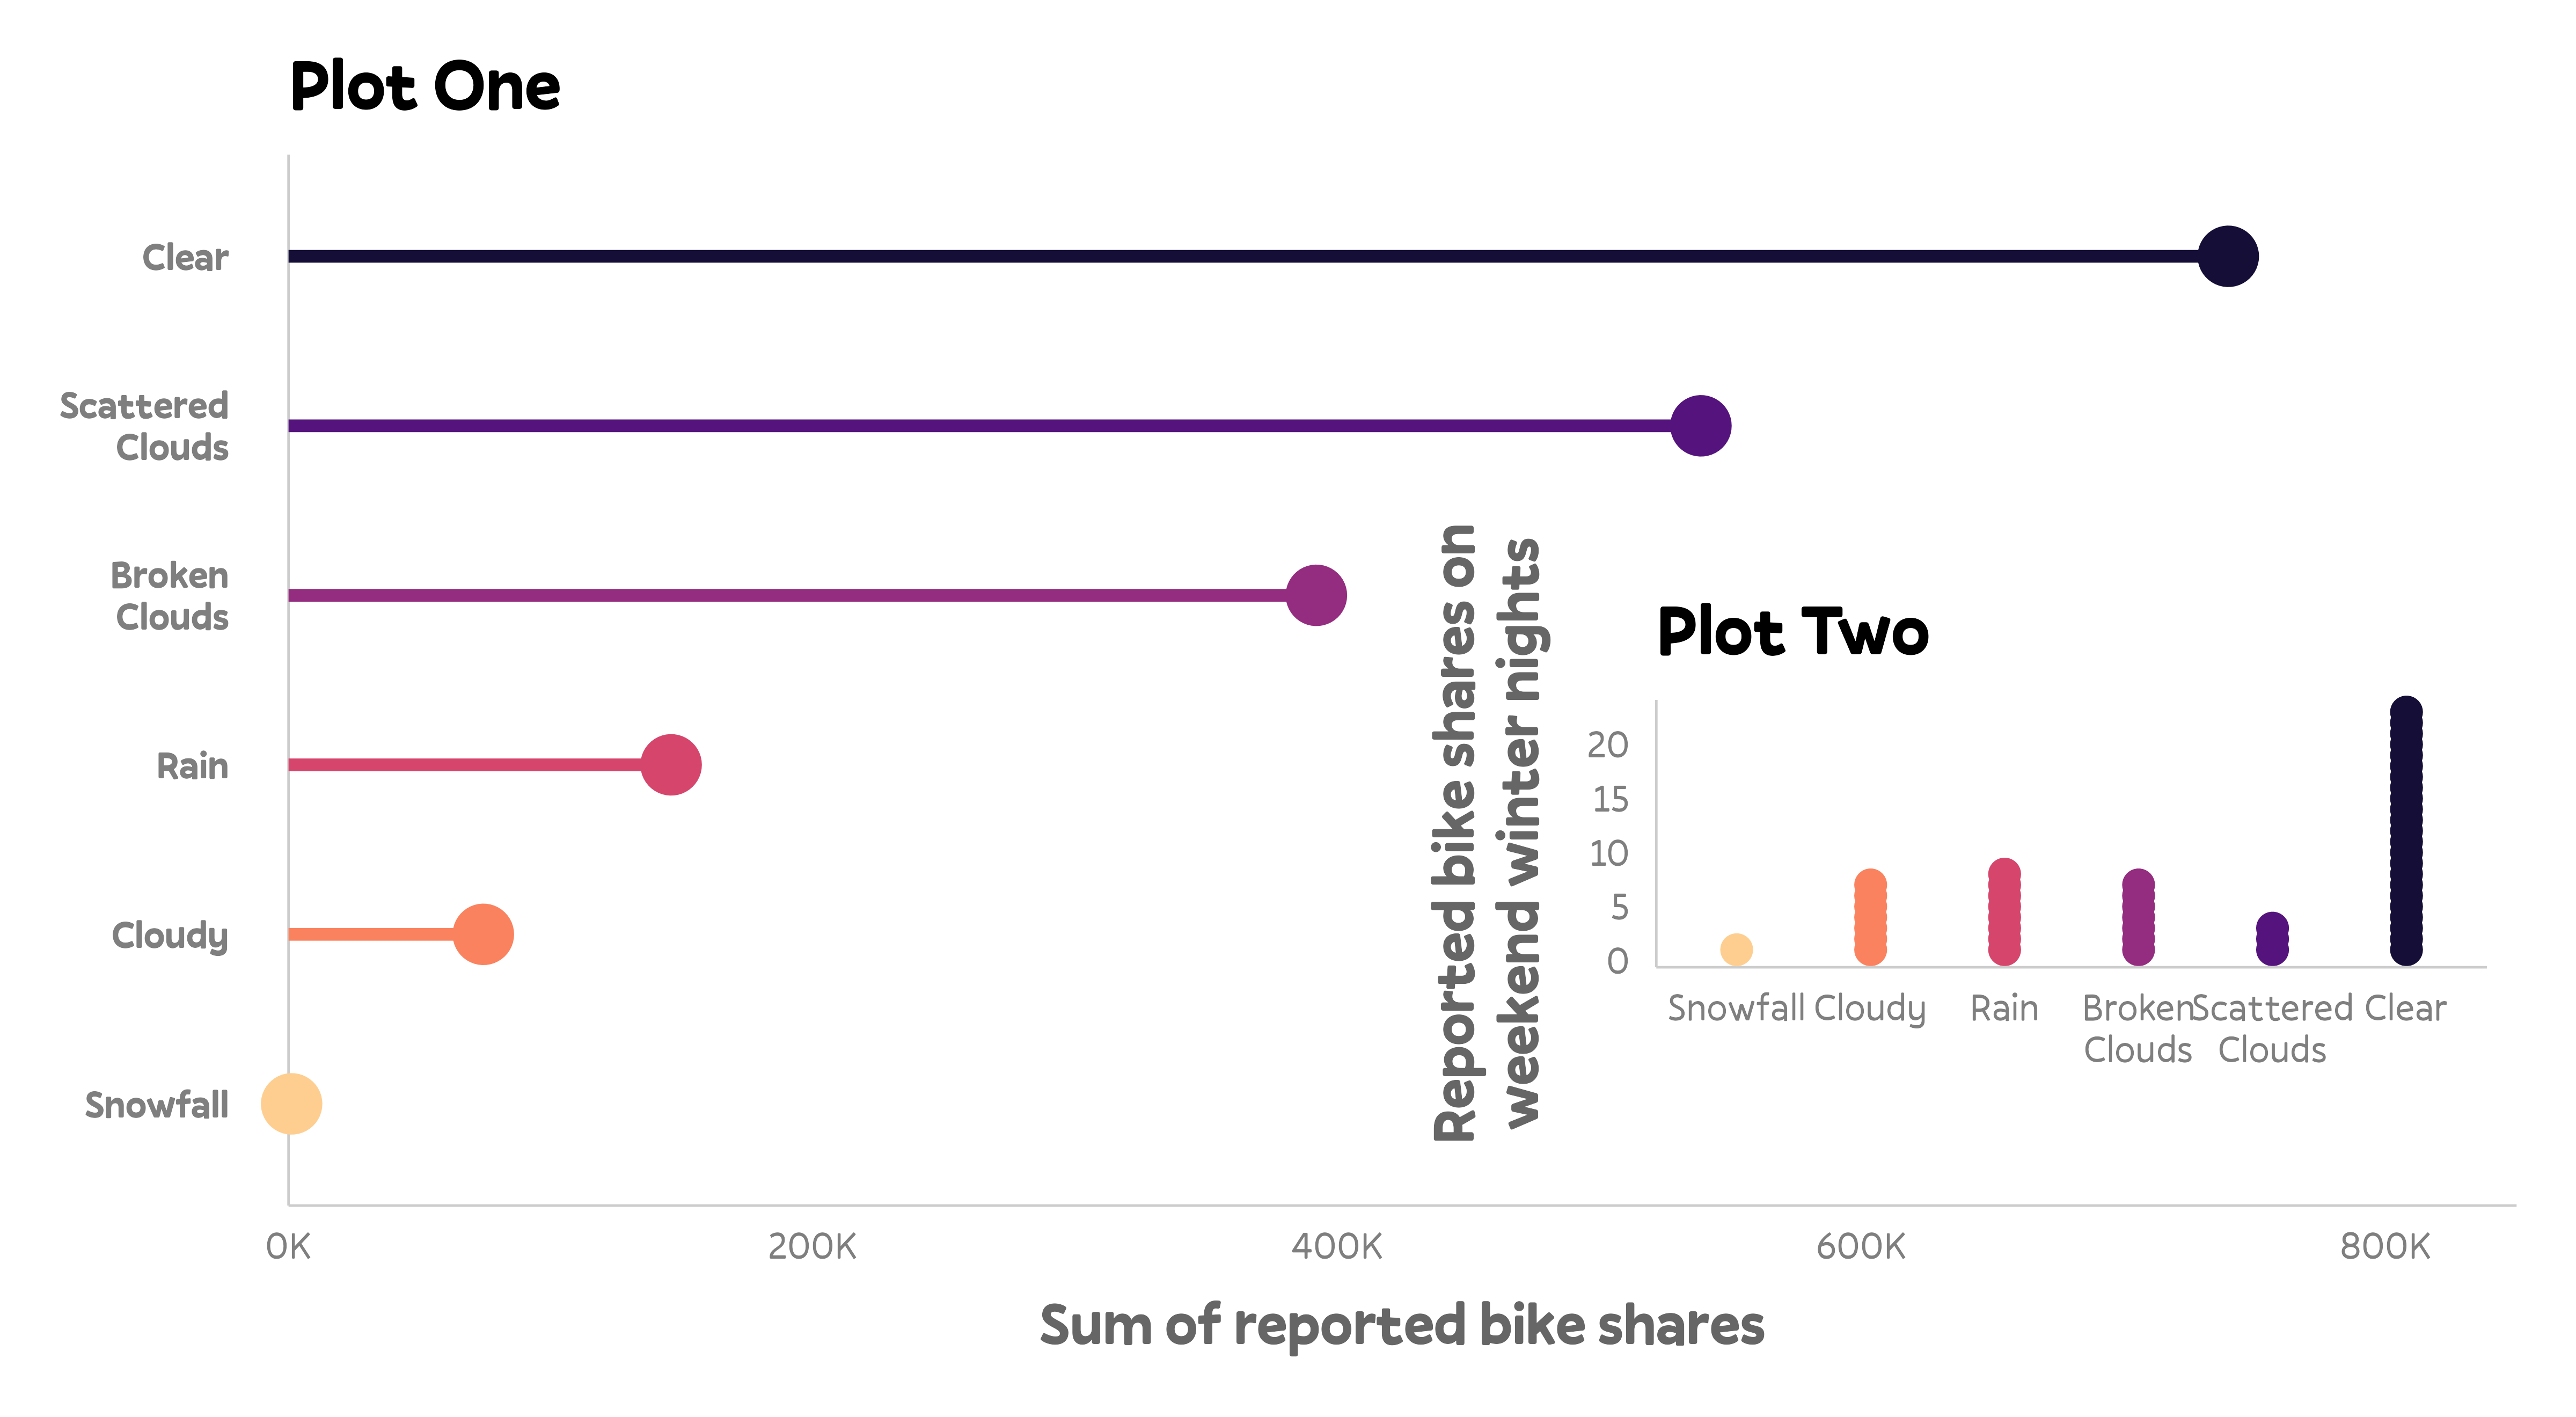 Plot One
Clear
Scattered
Clouds
Broken
Clouds
Rain
Cloudy
Snowfall
0K
200K
400K
600K
800K
Sum of reported bike shares
Plot Two
Reported bike shares on
weekend winter nights
20
15
10
5
0
Snowfall
Cloudy
Rain
Broken
Clouds
Scattered
Clouds
Clear